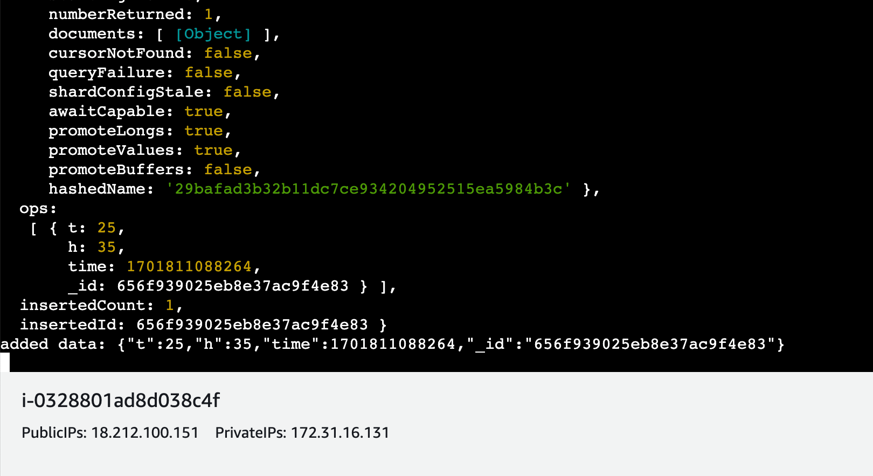 numberReturned: 1,
documents: [ [Object] ],
cursorNotFound: false,
queryFailure: false,
shardConfigStale: false,
awaitCapable: true,
promoteLongs: true,
promoteValues: true,
promoteBuffers: false,
hashedName: '29bafad3b32b11dc7ce934204952515ea5984b3c' },
ops:
[ { t: 25,
h: 35,
time: 1701811088264,
_id: 656f939025eb8e37ac9f4e83 } ],
insertedCount: 1,
insertedId: 656f939025eb8e37ac9f4e83 }
added data: {"t":25,"h":35,"time":1701811088264,"_id":"656f939025eb8e37ac9f4e83"}
i-0328801ad8d038c4f
PublicIPs: 18.212.100.151 PrivateIPs: 172.31.16.131